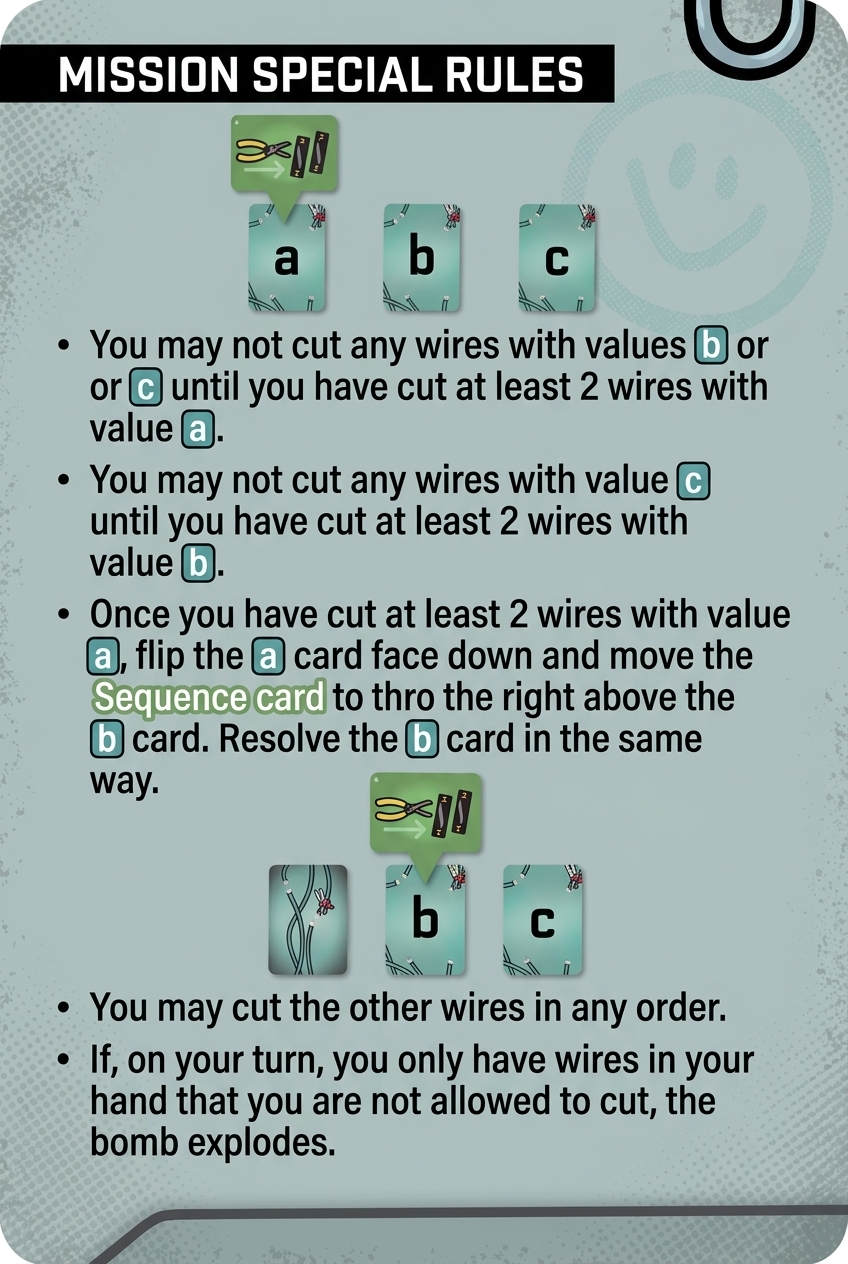 MISSION SPECIAL RULES
a b c
• You may not cut any wires with values b or
or c until you have cut at least 2 wires with
value a.
• You may not cut any wires with value c
until you have cut at least 2 wires with
value b.
• Once you have cut at least 2 wires with value
a, flip the a card face down and move the
Sequence card to thro the right above the
b card. Resolve the b card in the same
way.
b c
• You may cut the other wires in any order.
• If, on your turn, you only have wires in your
hand that you are not allowed to cut, the
bomb explodes.